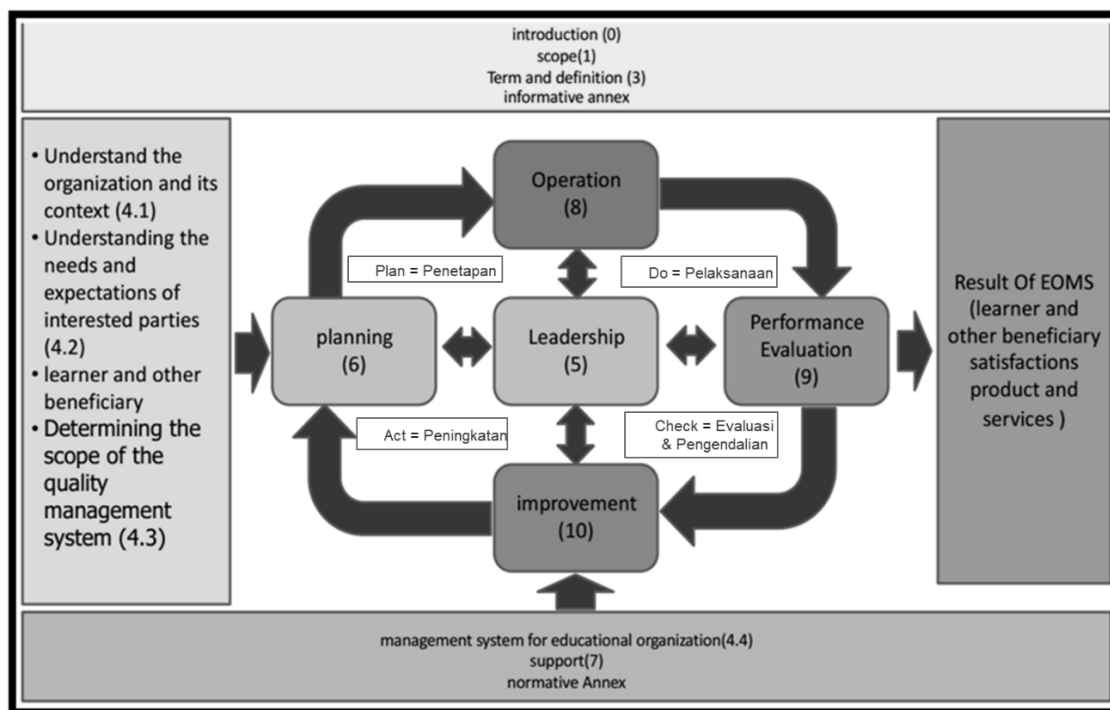 introduction (0)
scope(1)
Term and definition (3)
informative annex
• Understand the
organization and its
context (4.1)
• Understanding the
needs and
expectations of
interested parties
(4.2)
• learner and other
beneficiary
• Determining the
scope of the
quality
management
system (4.3)
Operation
(8)
Plan = Penetapan
Do = Pelaksanaan
planning
(6)
Leadership
(5)
Performance
Evaluation
(9)
Act = Peningkatan
Check = Evaluasi
& Pengendalian
improvement
(10)
Result Of EOMS
(learner and
other beneficiary
satisfactions
product and
services )
management system for educational organization(4.4)
support(7)
normative Annex